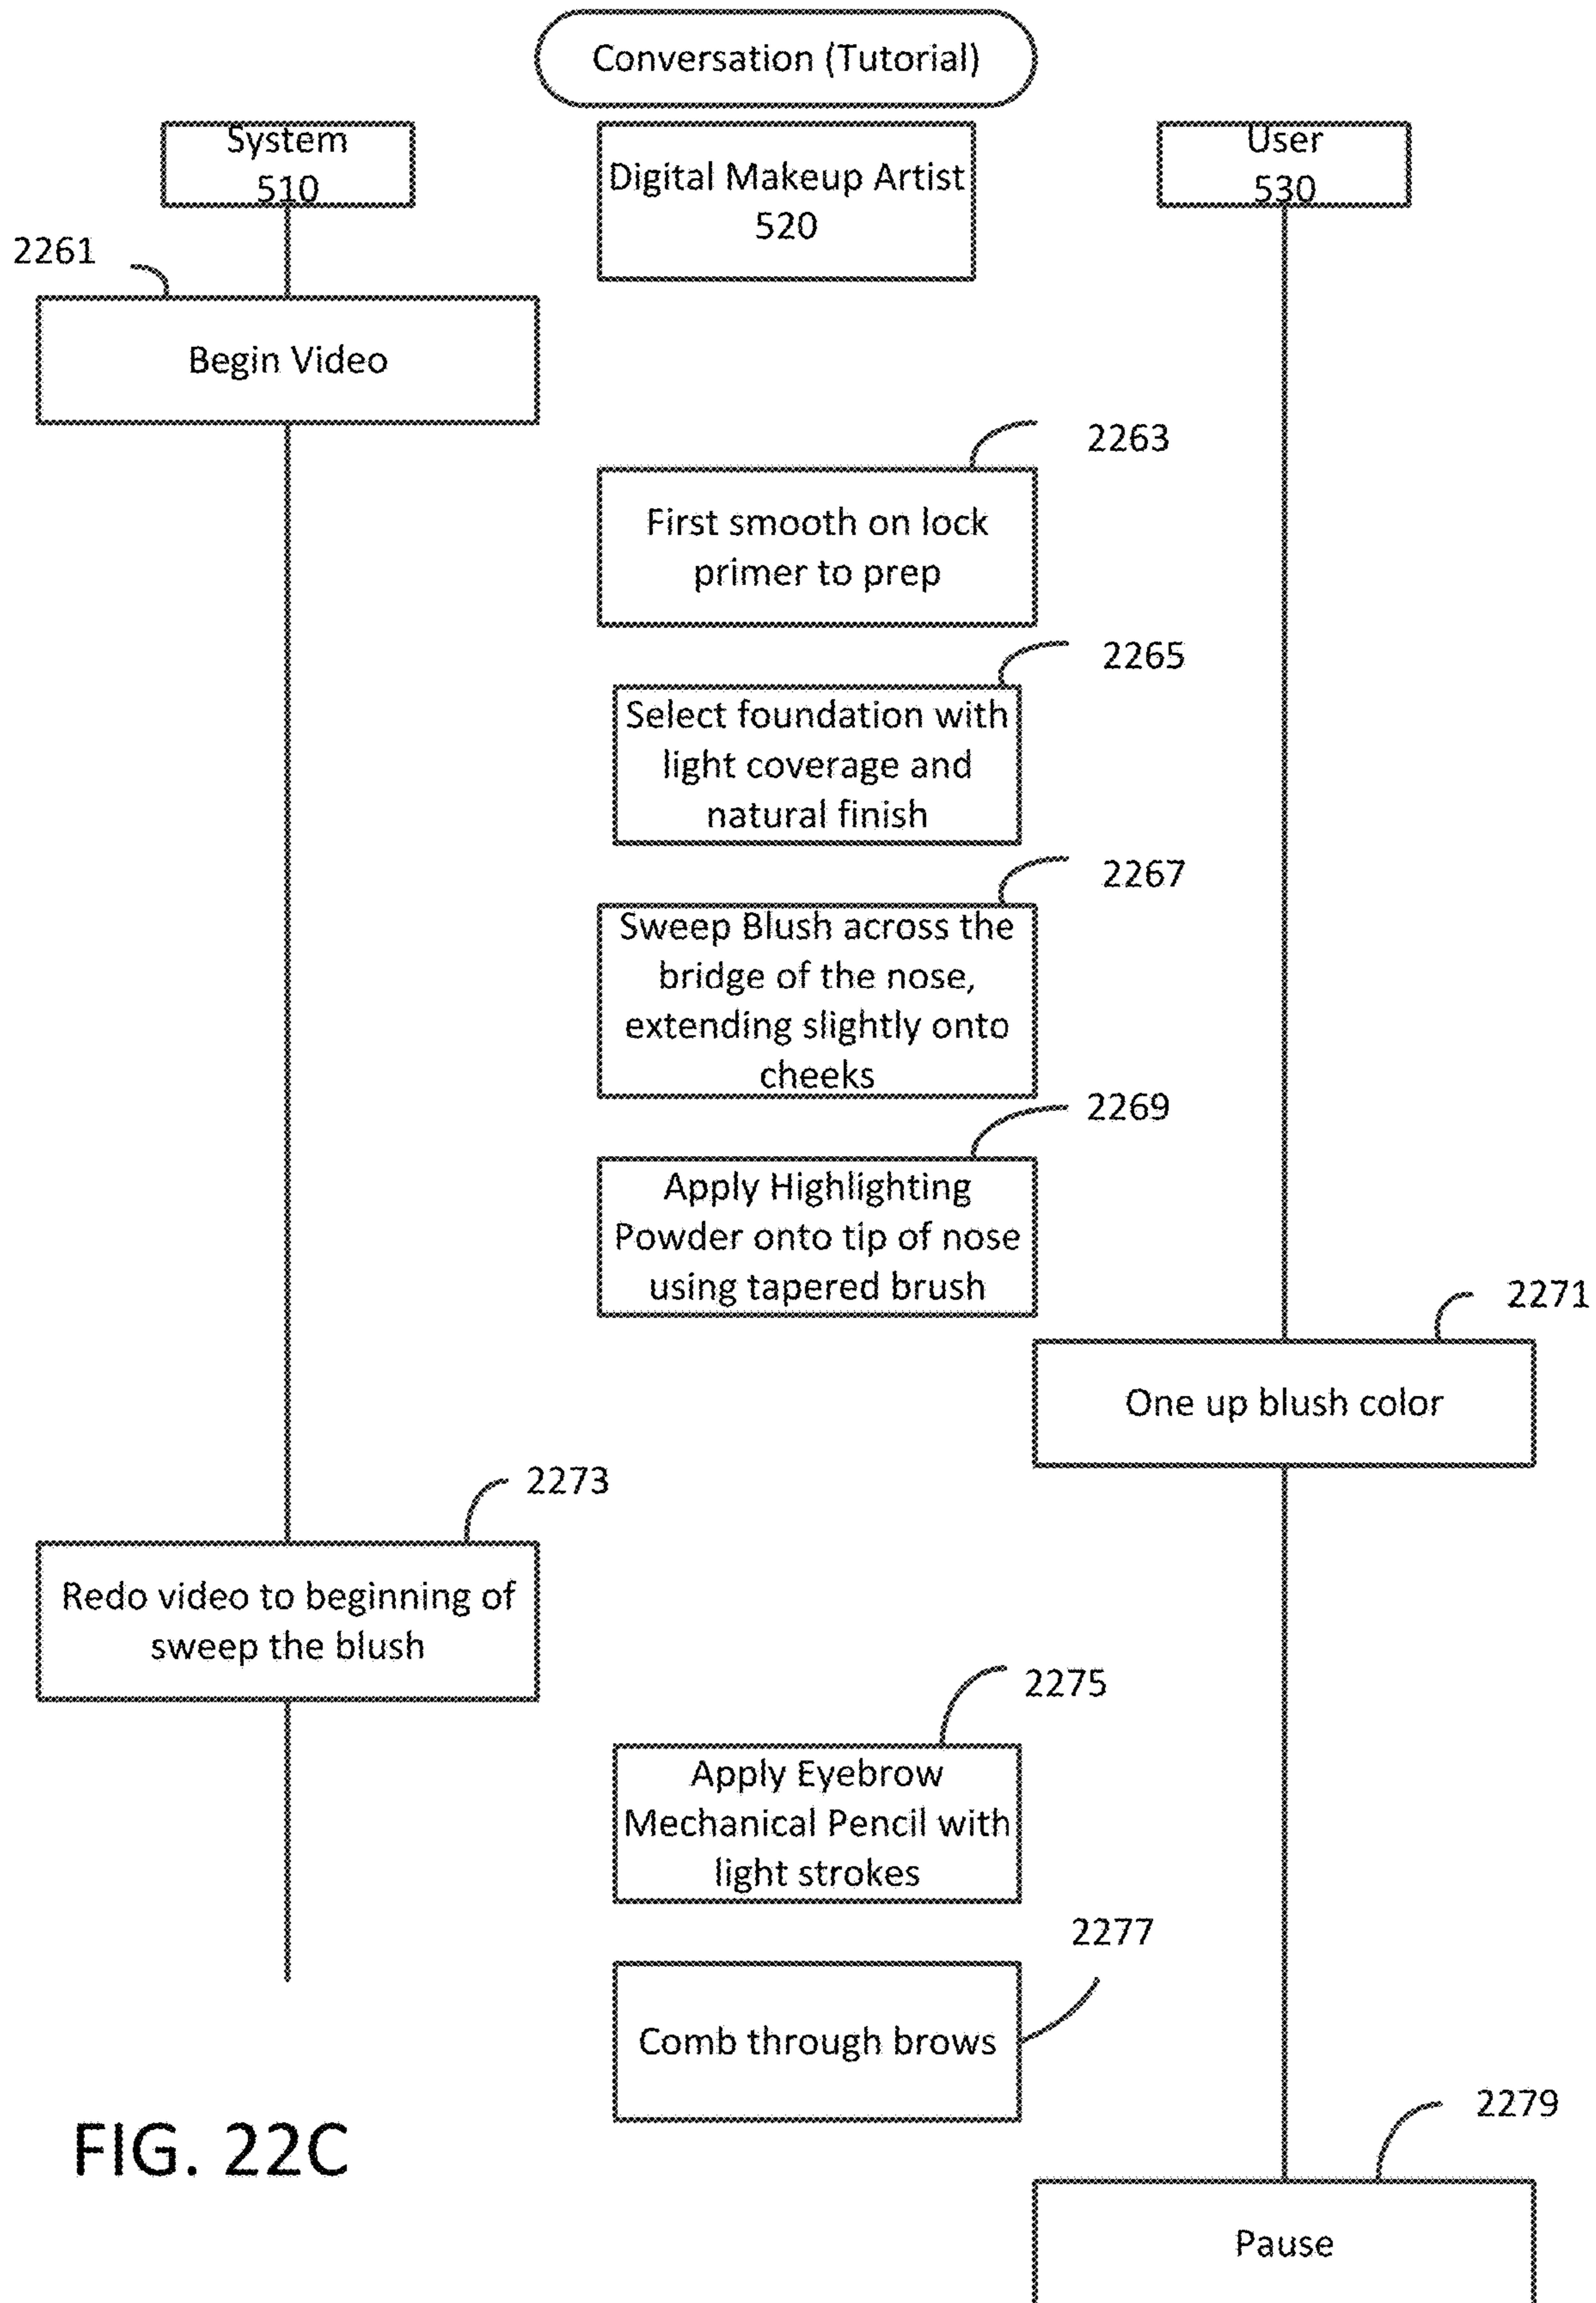 Conversation (Tutorial)
System
510
Digital Makeup Artist
520
User
530
2261
Begin Video
2263
First smooth on lock
primer to prep
2265
Select foundation with
light coverage and
natural finish
2267
Sweep Blush across the
bridge of the nose,
extending slightly onto
cheeks
2269
Apply Highlighting
Powder onto tip of nose
using tapered brush
2271
One up blush color
2273
Redo video to beginning of
sweep the blush
2275
Apply Eyebrow
Mechanical Pencil with
light strokes
2277
Comb through brows
2279
Pause
FIG. 22C